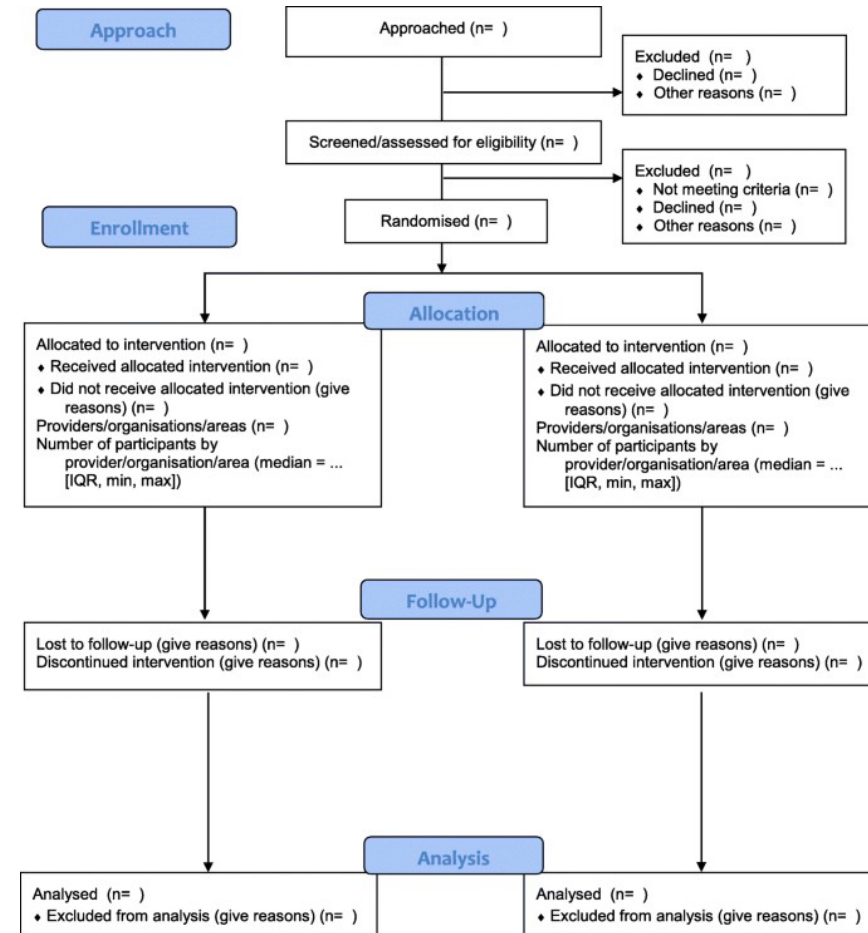 Approach
Approached (n=  )
Excluded  (n=   )
♦ Declined (n=  )
♦ Other reasons (n=  )
Screened/assessed for eligibility (n=  )
Excluded  (n=   )
♦ Not meeting criteria (n=  )
♦ Declined (n=  )
♦ Other reasons (n=  )
Enrollment
Randomised (n=  )
Allocation
Allocated to intervention (n=  )
♦ Received allocated intervention (n=  )
♦ Did not receive allocated intervention (give
reasons) (n=  )
Providers/organisations/areas (n=  )
Number of participants by
provider/organisation/area (median = ...
[IQR, min, max])
Allocated to intervention (n=  )
♦ Received allocated intervention (n=  )
♦ Did not receive allocated intervention (give
reasons) (n=  )
Providers/organisations/areas (n=  )
Number of participants by
provider/organisation/area (median = ...
[IQR, min, max])
Follow-Up
Lost to follow-up (give reasons) (n=  )
Discontinued intervention (give reasons) (n=  )
Lost to follow-up (give reasons) (n=  )
Discontinued intervention (give reasons) (n=  )
Analysis
Analysed  (n=  )
♦ Excluded from analysis (give reasons) (n=  )
Analysed  (n=  )
♦ Excluded from analysis (give reasons) (n=  )